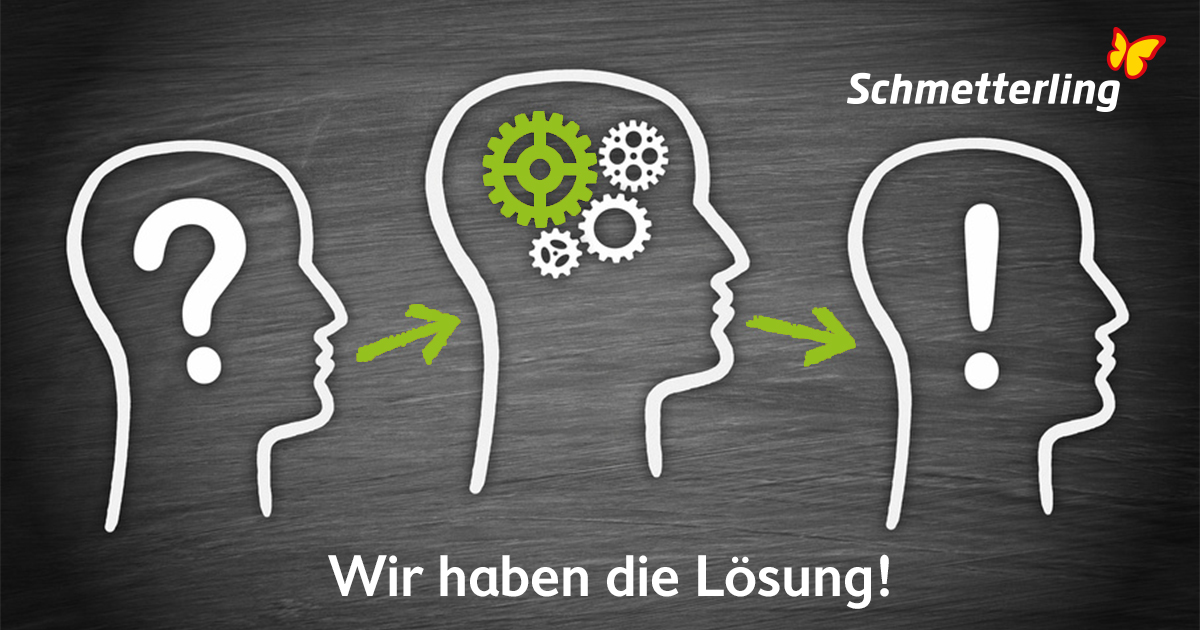 Schmetterling
?
!
Wir haben die Lösung!